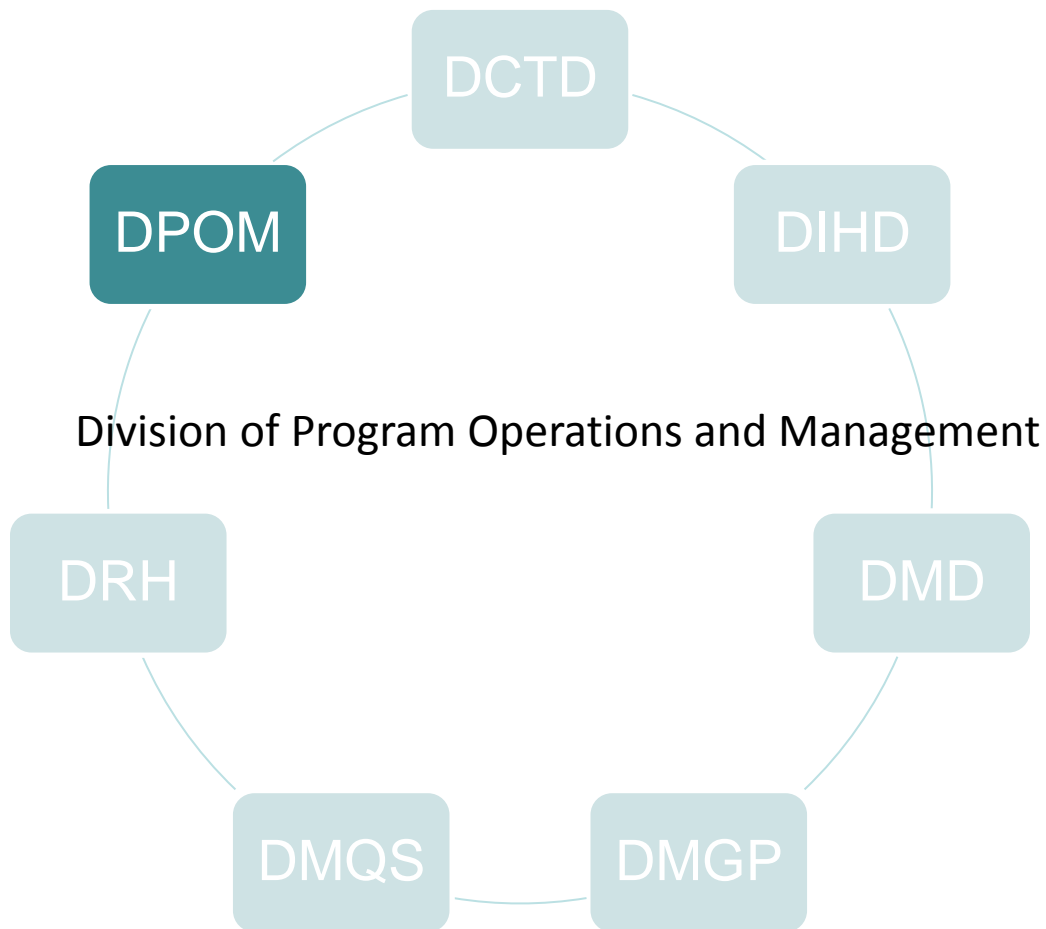 DCTD
DPOM
DIHD
Division of Program Operations and Management
DRH
DMD
DMQS
DMGP